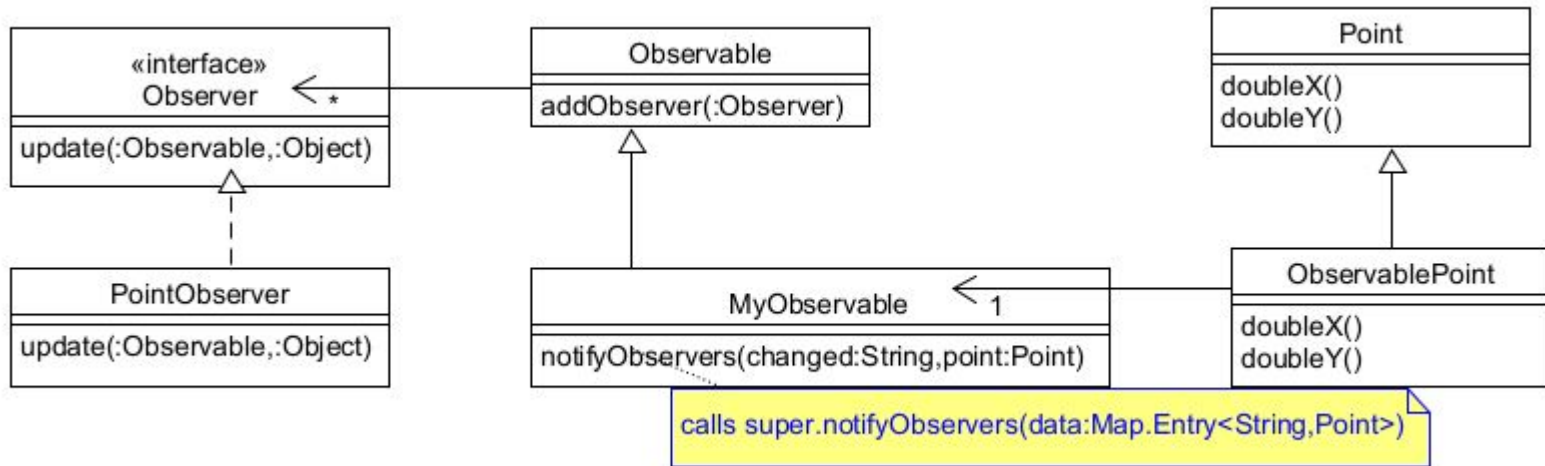 «interface»
Observer
*
update(:Observable,:Object)
Observable
addObserver(:Observer)
Point
doubleX()
doubleY()
PointObserver
update(:Observable,:Object)
MyObservable
1
notifyObservers(changed:String,point:Point)
ObservablePoint
doubleX()
doubleY()
calls super.notifyObservers(data:Map.Entry<String,Point>)